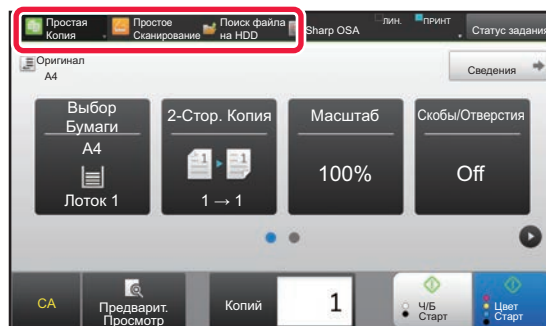 Простая
Копия
Простое
Сканирование
Поиск файла
на HDD
Sharp OSA
ЛИН.
ПРИНТ
Статус задания
Оригинал
A4
Сведения
Выбор
Бумаги
A4
Лоток 1
2-Стор. Копия
1 1
1 → 1
Масштаб
100%
Скобы/Отверстия
Off
CA
Предварит.
Просмотр
Копий
1
Ч/Б
Старт
Цвет
Старт